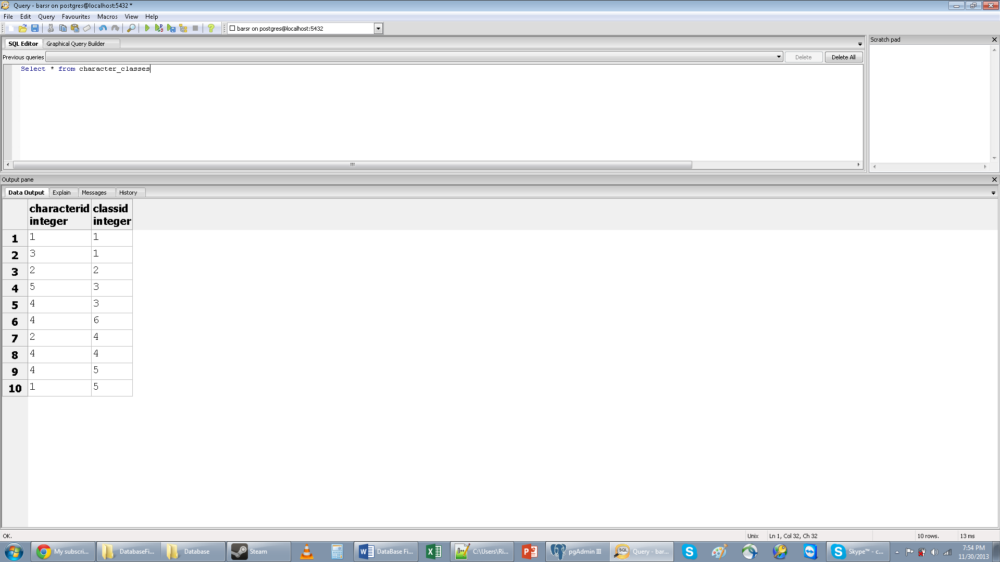 Query - barsr on postgres@localhost:5432 *
File Edit Query Favourites Macros View Help
barsr on postgres@localhost:5432
SQL Editor Graphical Query Builder
Scratch pad
Previous queries Delete Delete All
Select * from character_classes
Output pane
Data Output Explain Messages History
characterid classid
integer integer
1 1 1
2 3 1
3 2 2
4 5 3
5 4 3
6 4 6
7 2 4
8 4 4
9 4 5
10 1 5
OK. Unix Ln 1, Col 32, Ch 32 10 rows. 13 ms
My subscri... DatabaseFi... Database Steam DataBase Fi... C:\Users\Ri... pgAdmin III Query - bar... Skype™ - c... 7:54 PM
11/30/2013